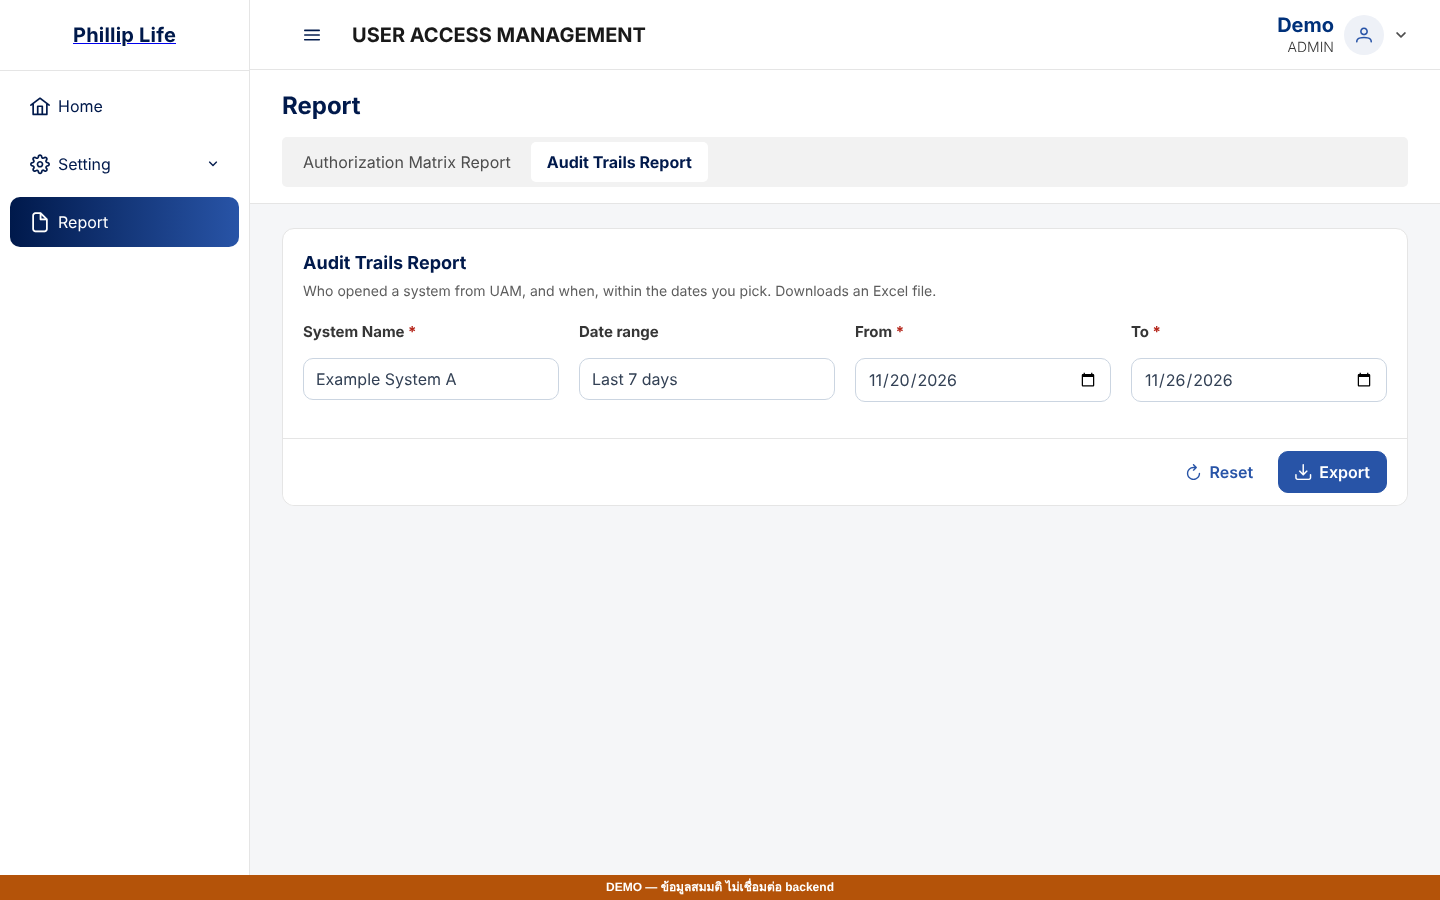 Phillip Life
USER ACCESS MANAGEMENT
Demo
ADMIN
Home
Setting
Report
Report
Authorization Matrix Report
Audit Trails Report
Audit Trails Report
Who opened a system from UAM, and when, within the dates you pick. Downloads an Excel file.
System Name *
Date range
From *
To *
Example System A
Last 7 days
11/20/2026
11/26/2026
Reset
Export
DEMO — ข้อมูลสมมติ ไม่เชื่อมต่อ backend